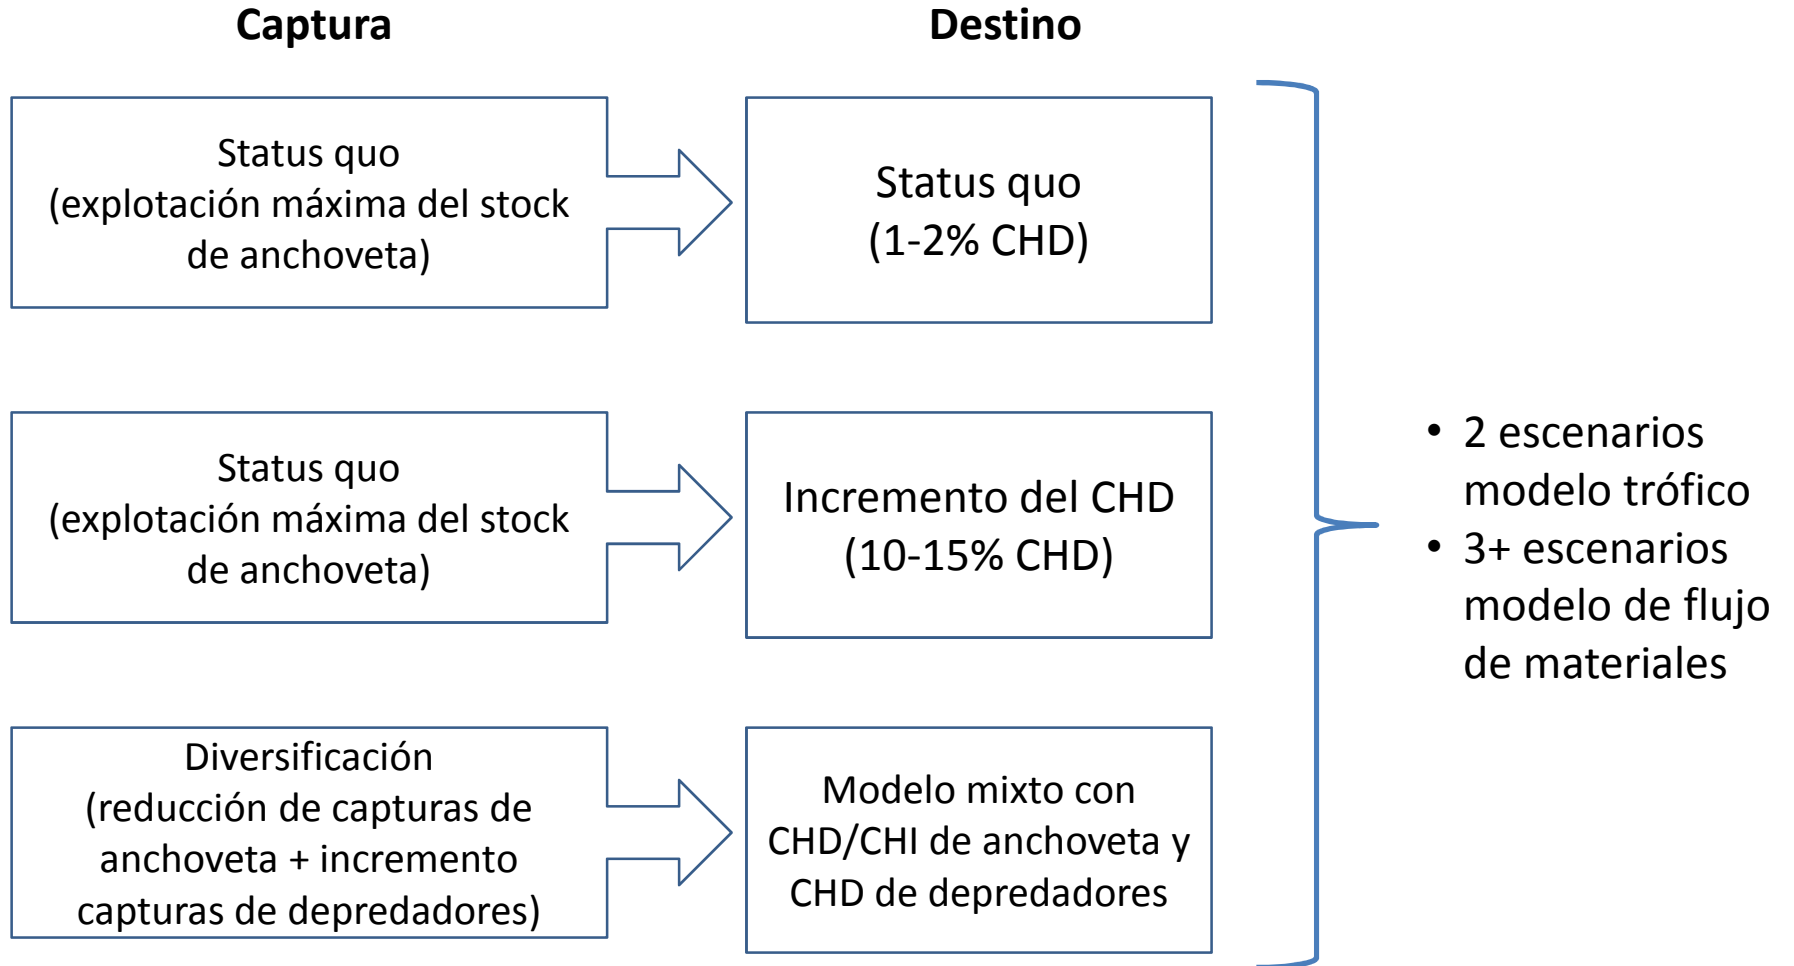 Captura
Destino
Status quo
(explotación máxima del stock
de anchoveta)
Status quo
(1-2% CHD)
Status quo
(explotación máxima del stock
de anchoveta)
Incremento del CHD
(10-15% CHD)
Diversificación
(reducción de capturas de
anchoveta + incremento
capturas de depredadores)
Modelo mixto con
CHD/CHI de anchoveta y
CHD de depredadores
• 2 escenarios
modelo trófico
• 3+ escenarios
modelo de flujo
de materiales